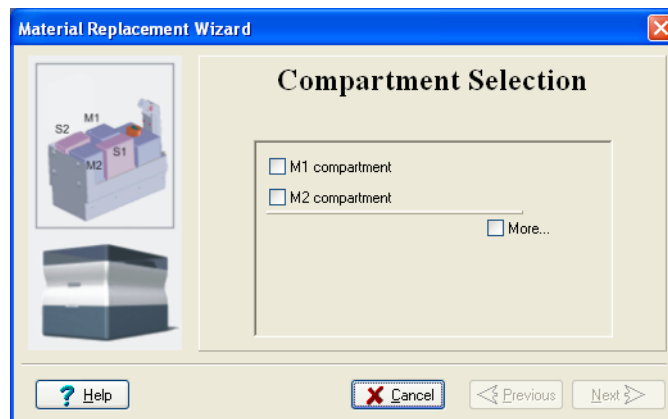 Material Replacement Wizard
Compartment Selection
S2
M1
M2
S1
M1 compartment
M2 compartment
More...
Help
Cancel
Previous
Next